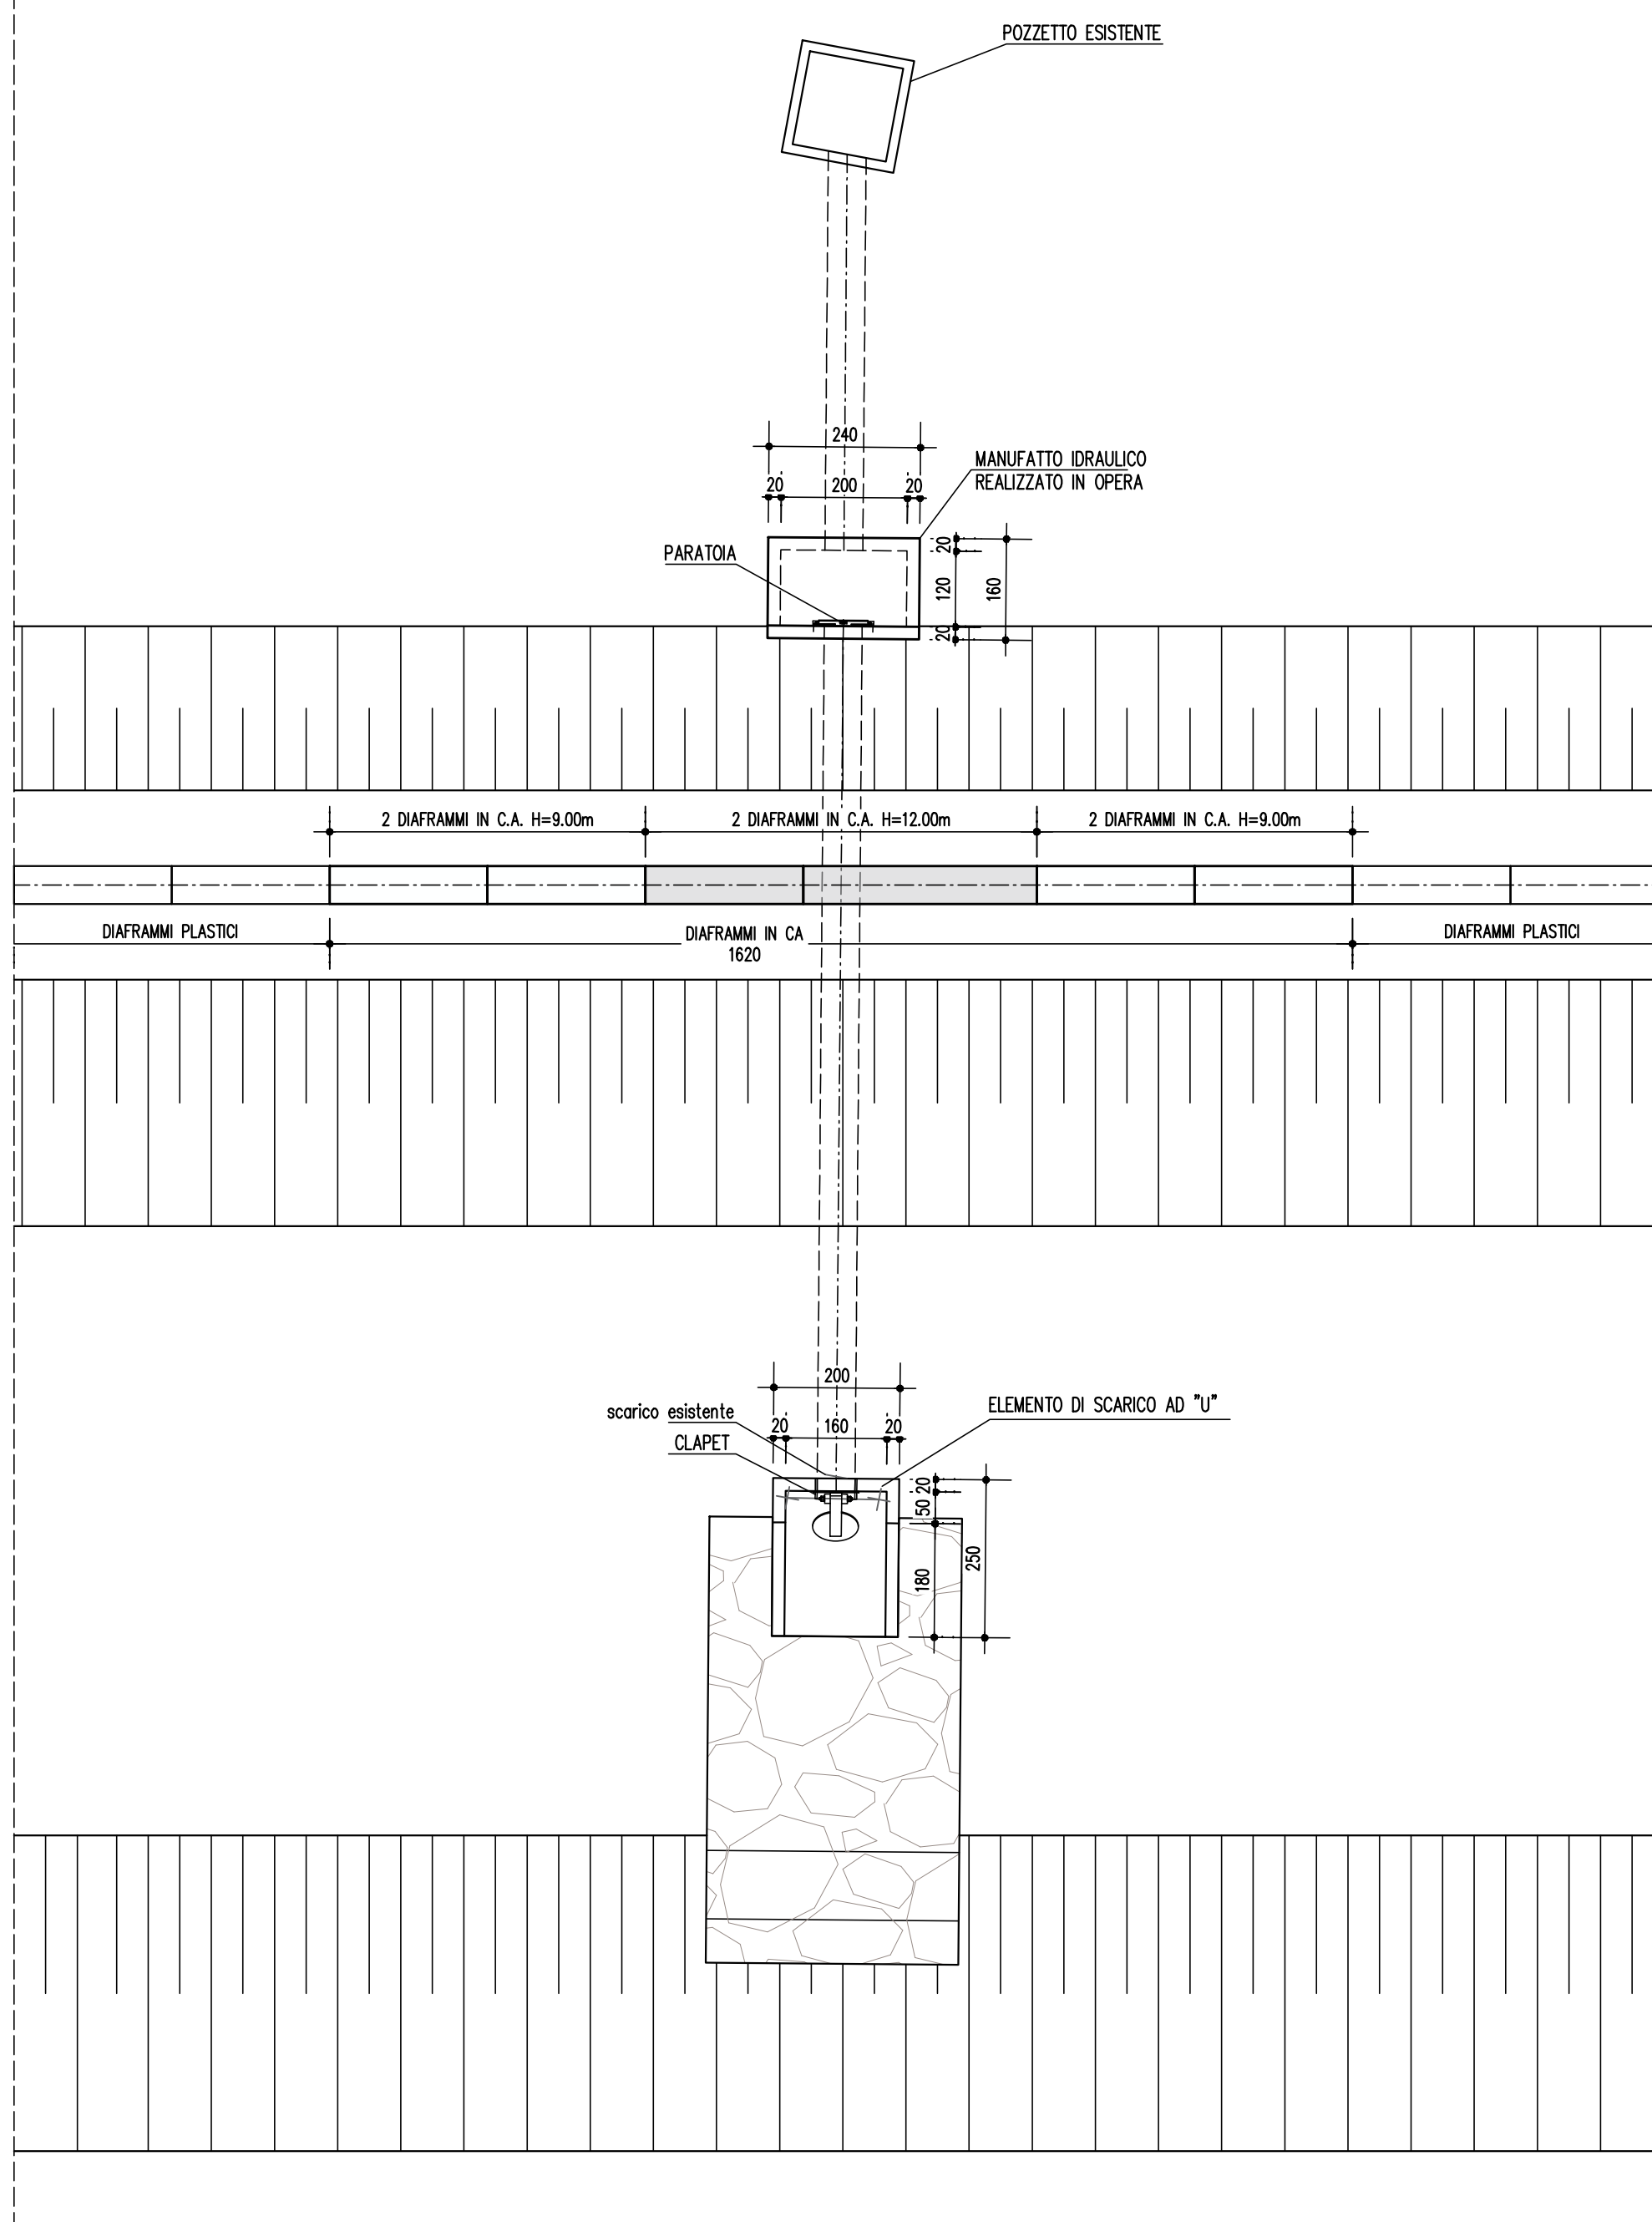 POZZETTO ESISTENTE
240
MANUFATTO IDRAULICO
REALIZZATO IN OPERA
20 200 20
PARATOIA
20
120
160
20
2 DIAFRAMMI IN C.A. H=9.00m
2 DIAFRAMMI IN C.A. H=12.00m
2 DIAFRAMMI IN C.A. H=9.00m
DIAFRAMMI PLASTICI
DIAFRAMMI IN CA
1620
DIAFRAMMI PLASTICI
200
scarico esistente
ELEMENTO DI SCARICO AD "U"
20 160 20
CLAPET
20
50
250
180